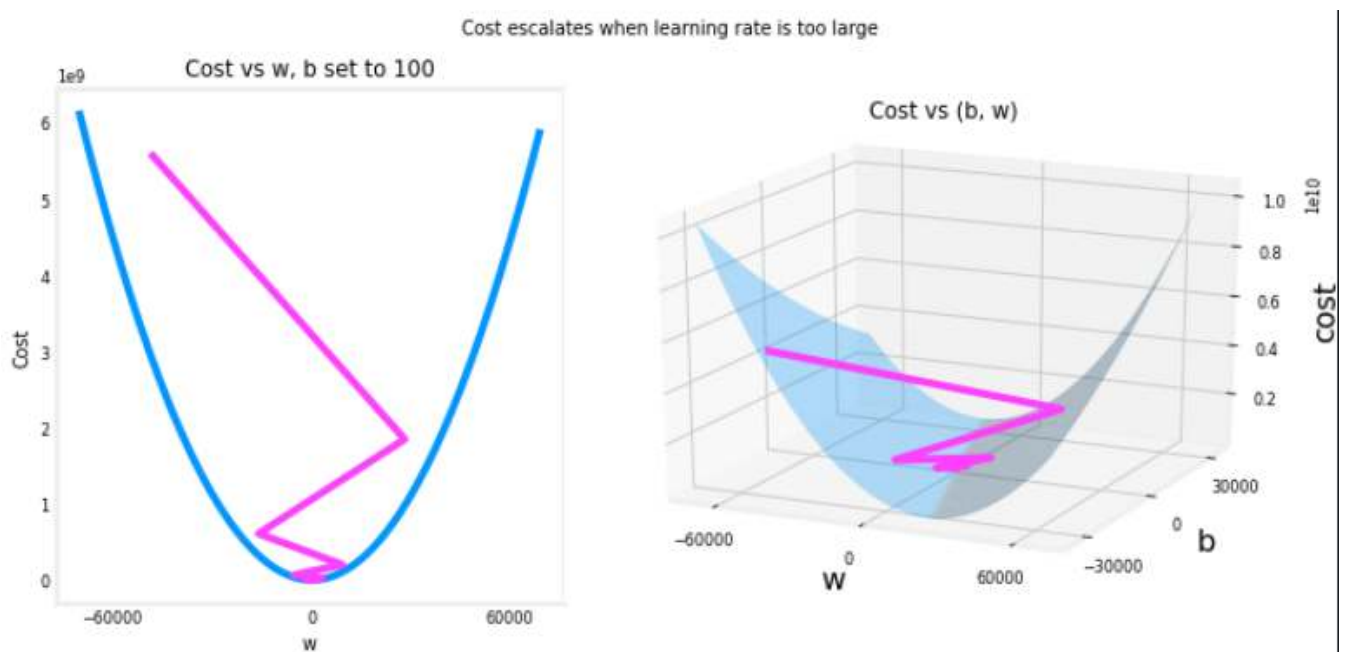 Cost escalates when learning rate is too large
Cost vs w, b set to 100
1e9
6
5
4
3
2
1
0
Cost
−60000
0
60000
w
Cost vs (b, w)
1.0
0.8
0.6
0.4
0.2
1e10
cost
30000
0
−30000
b
−60000
0
60000
w